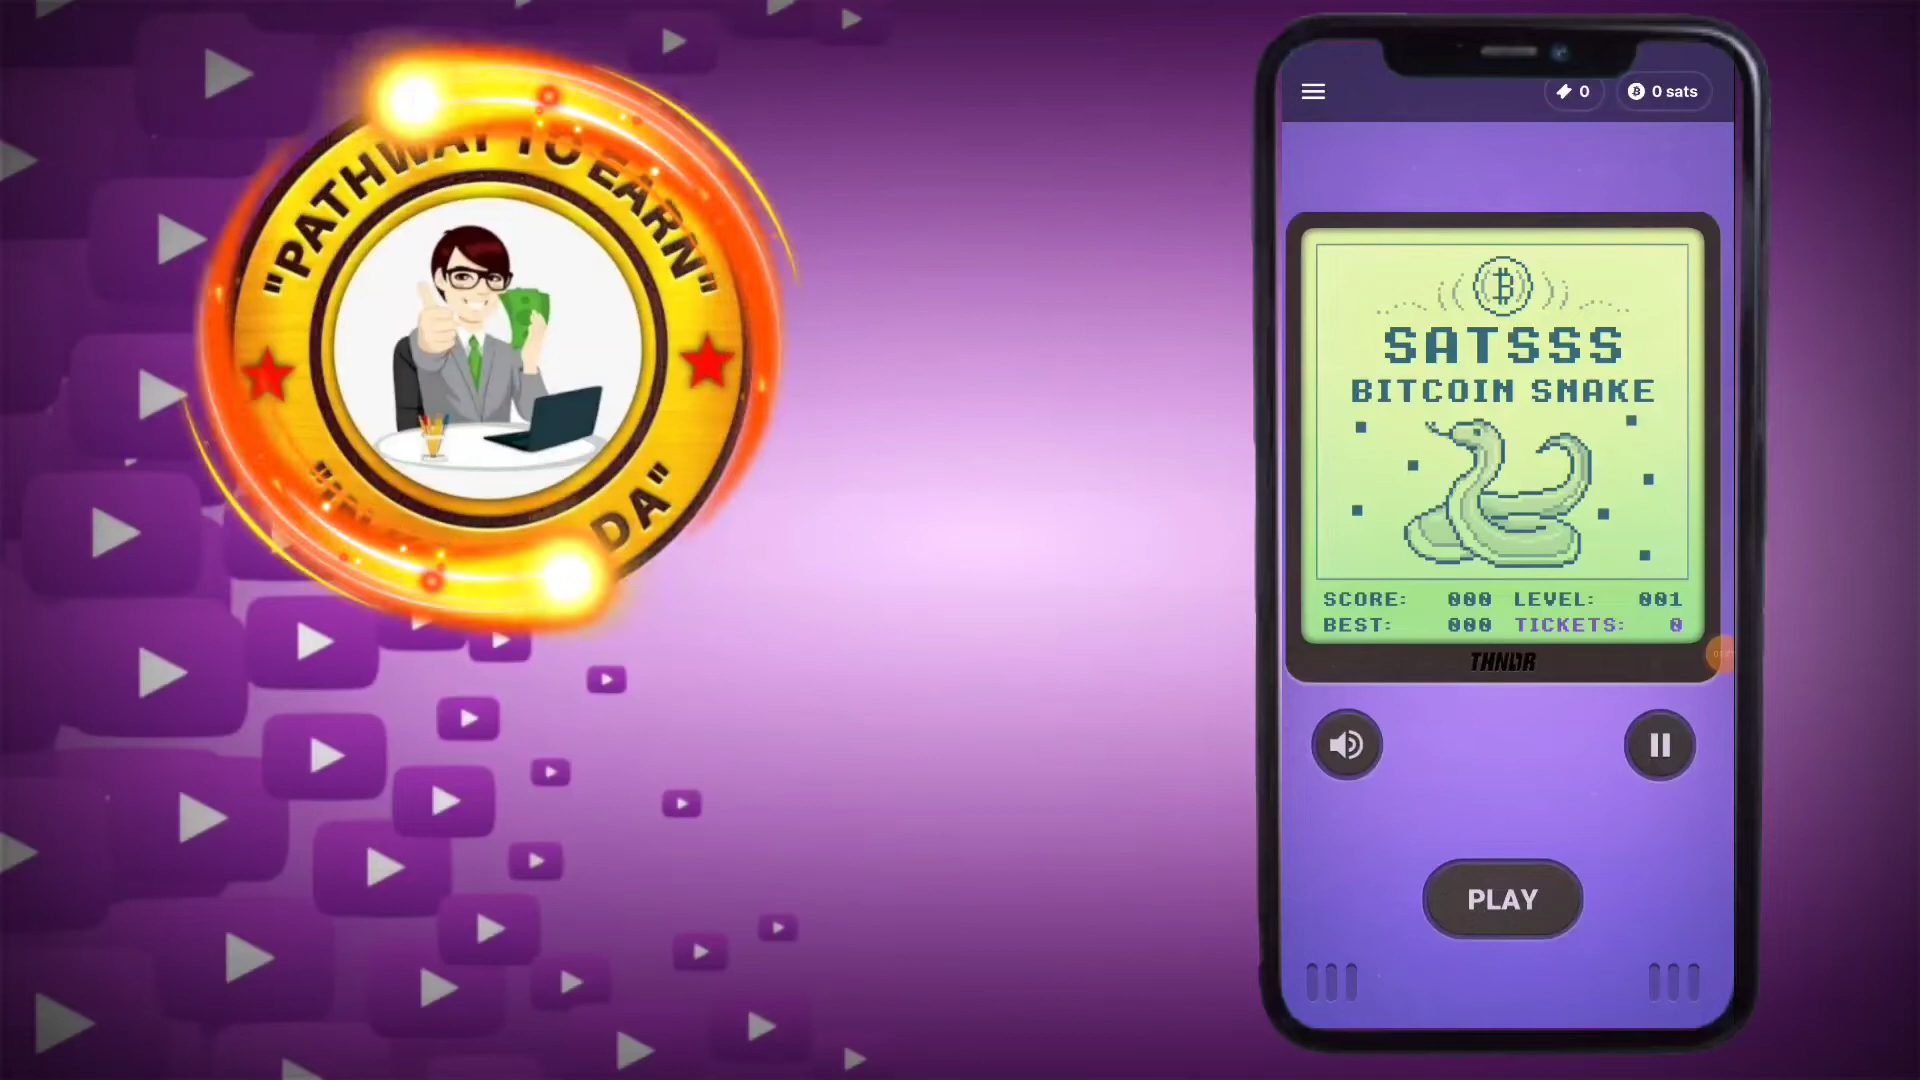 "PATHWAY TO EARN"
0
0 sats
SATSSS
BITCOIN SNAKE
SCORE: 000 LEVEL: 001
BEST: 000 TICKETS: 0
THNDR
PLAY